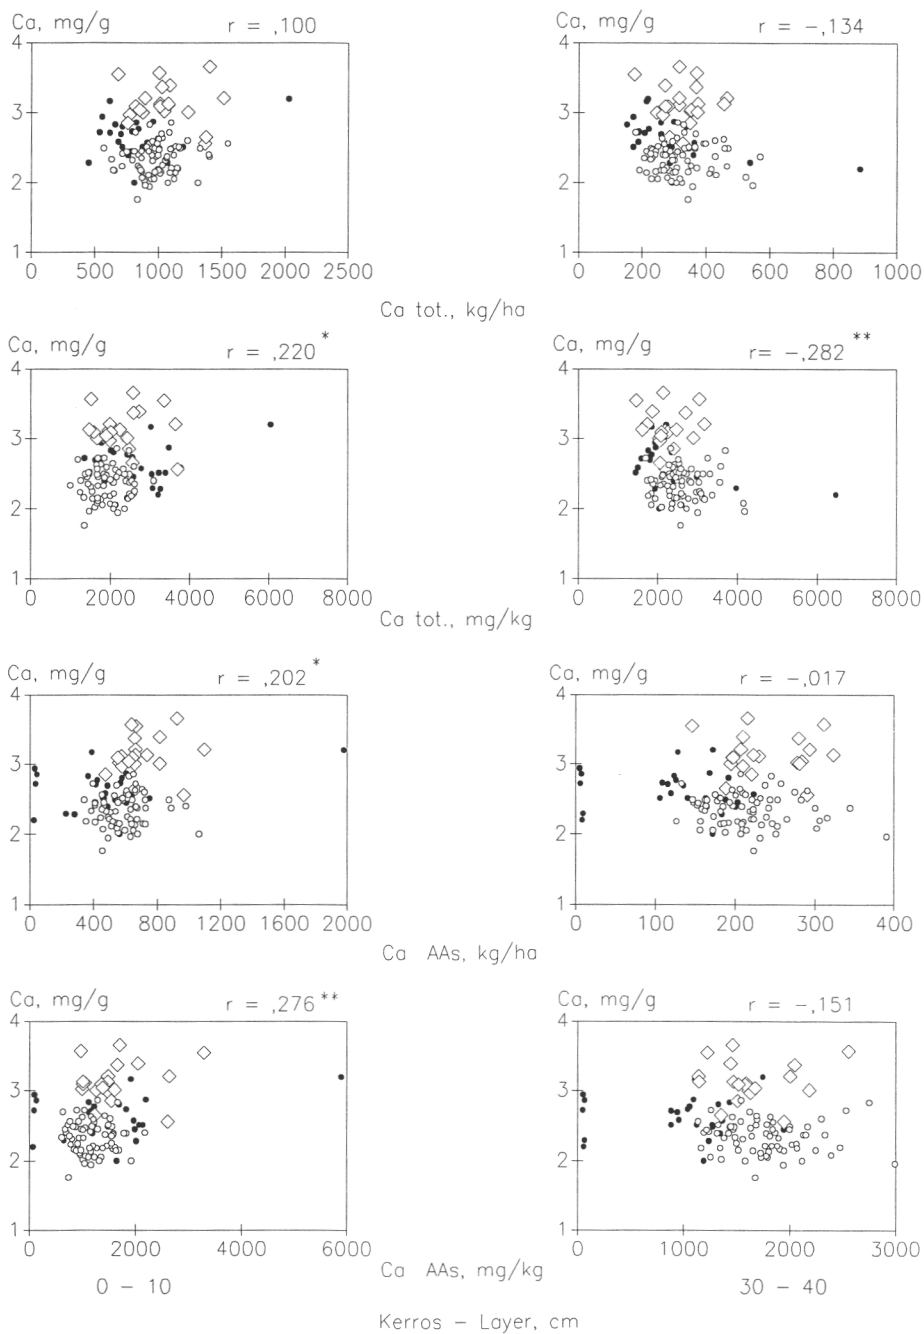 Ca, mg/g r = ,100 Ca, mg/g r = -,134
4 4
3 3
2 2
1 1
0 500 1000 1500 2000 2500 0 200 400 600 800 1000
Ca tot., kg/ha
Ca, mg/g r = ,220* Ca, mg/g r= -,282**
4 4
3 3
2 2
1 1
0 2000 4000 6000 8000 0 2000 4000 6000 8000
Ca tot., mg/kg
Ca, mg/g r = ,202* Ca, mg/g r = -,017
4 4
3 3
2 2
1 1
0 400 800 1200 1600 2000 0 100 200 300 400
Ca AAs, kg/ha
Ca, mg/g r = ,276** Ca, mg/g r = -,151
4 4
3 3
2 2
1 1
0 2000 4000 6000 0 1000 2000 3000
Ca AAs, mg/kg
0 - 10 30 - 40
Kerros - Layer, cm